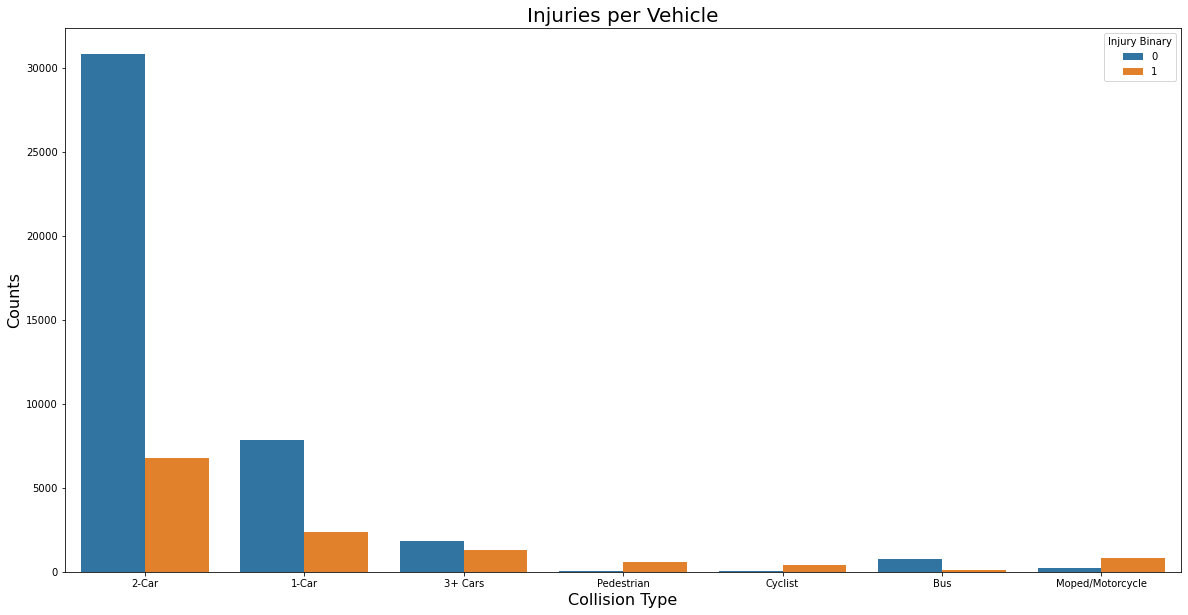 Injuries per Vehicle
Injury Binary
0
1
Counts
30000
25000
20000
15000
10000
5000
0
2-Car 1-Car 3+ Cars Pedestrian Cyclist Bus Moped/Motorcycle
Collision Type